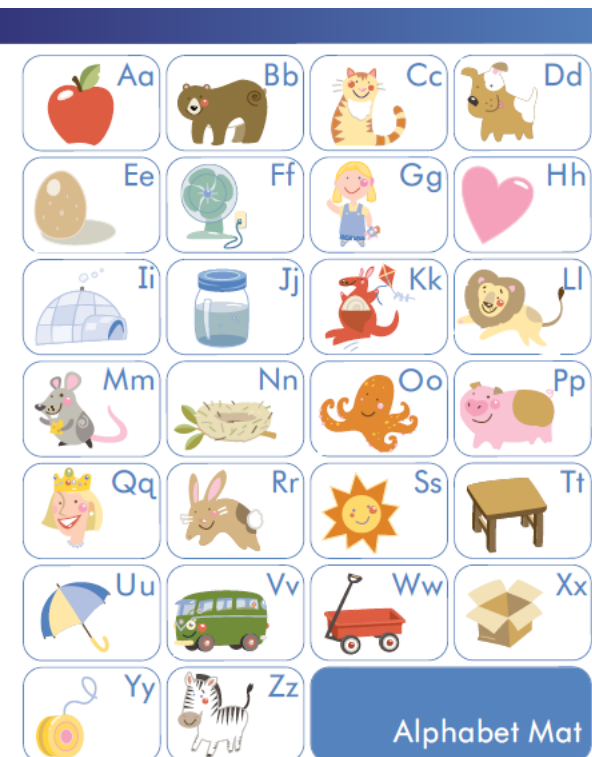 Aa Bb Cc Dd
Ee Ff Gg Hh
Ii Jj Kk Ll
Mm Nn Oo Pp
Qq Rr Ss Tt
Uu Vv Ww Xx
Yy Zz
Alphabet Mat